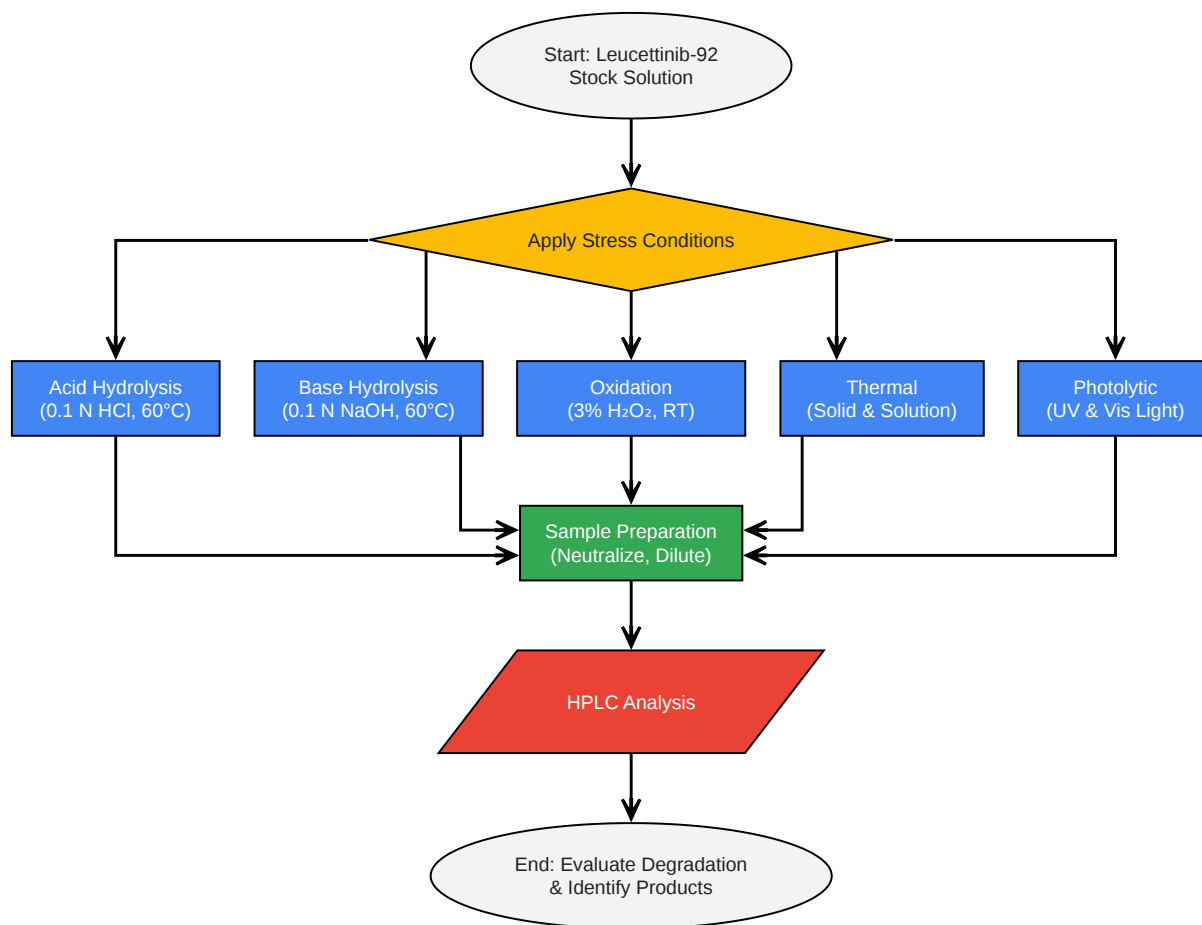 Start: Leucettinib-92
Stock Solution
Apply Stress Conditions
Acid Hydrolysis
(0.1 N HCl, 60°C)
Base Hydrolysis
(0.1 N NaOH, 60°C)
Oxidation
(3% H₂O₂, RT)
Thermal
(Solid & Solution)
Photolytic
(UV & Vis Light)
Sample Preparation
(Neutralize, Dilute)
HPLC Analysis
End: Evaluate Degradation
& Identify Products